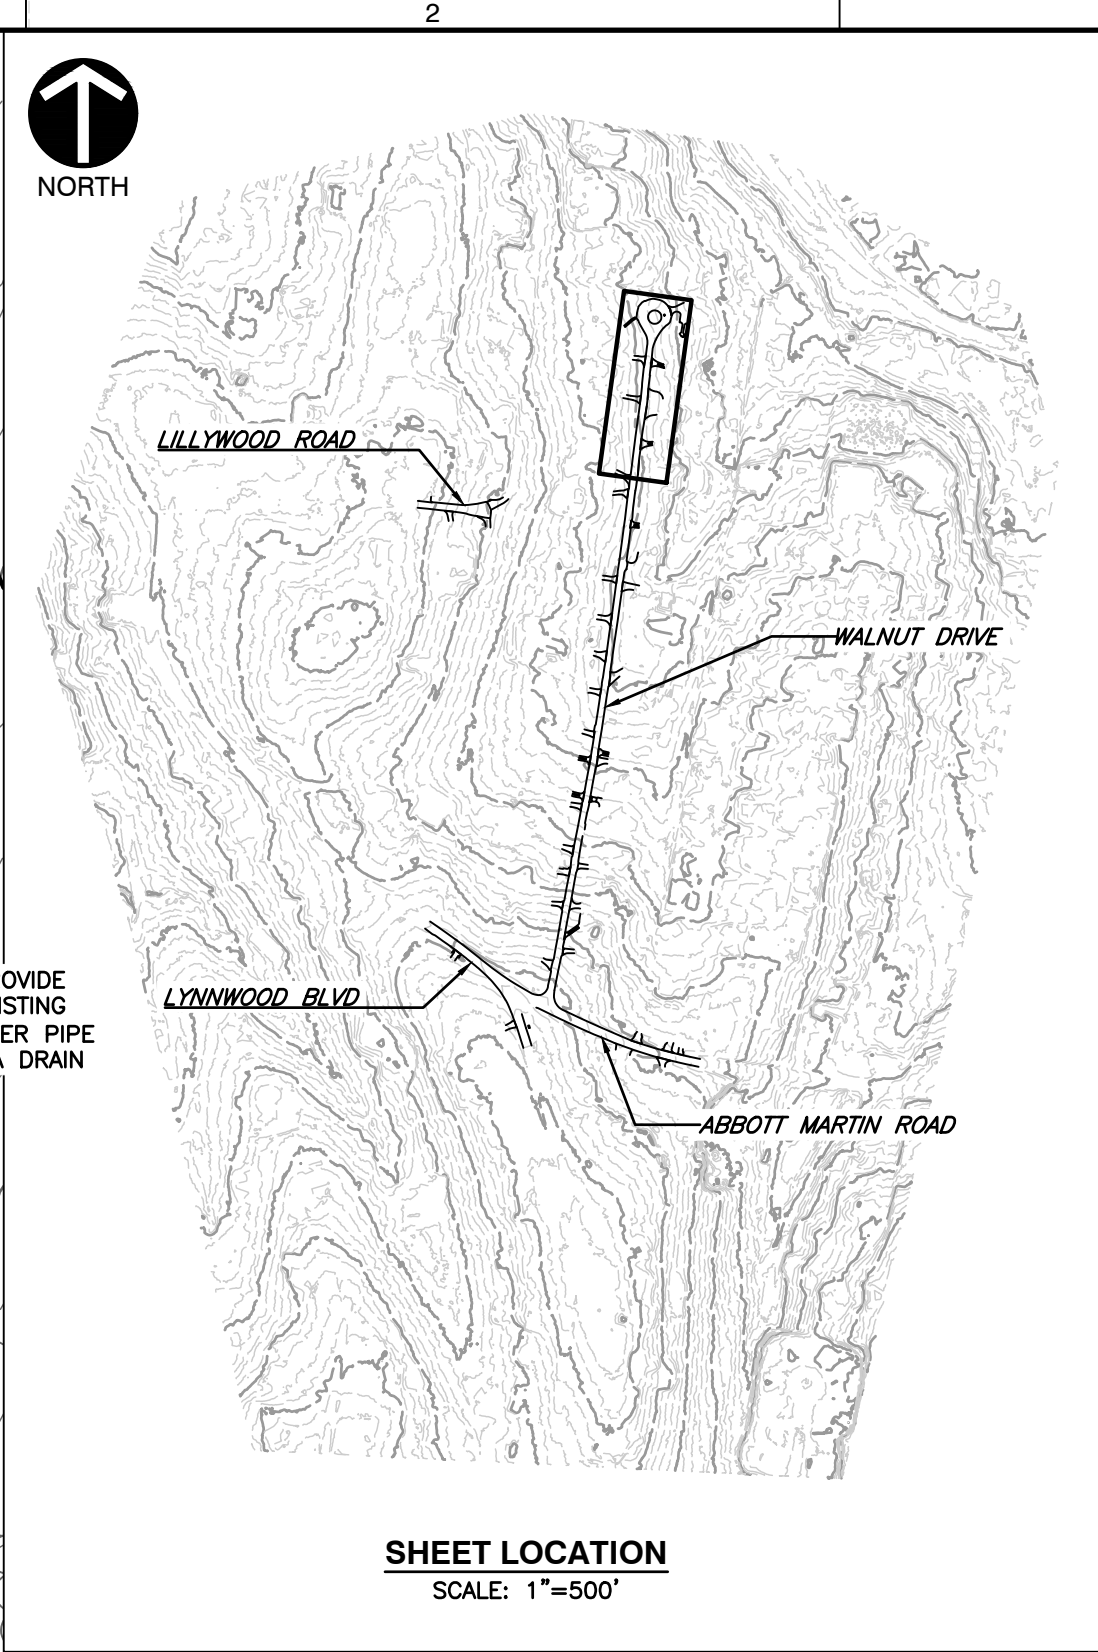 2
NORTH
LILLYWOOD ROAD
WALNUT DRIVE
OVIDE
ISTING
ER PIPE
DRAIN
LYNNWOOD BLVD
ABBOTT MARTIN ROAD
SHEET LOCATION
SCALE: 1"=500'